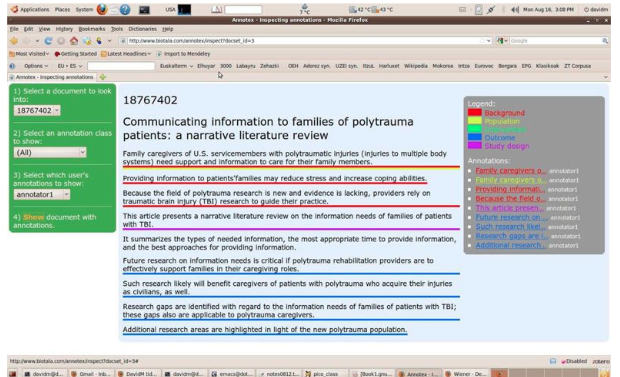 Applications Places System USA 7°C 42 °C 43 °C Mon Aug 16, 3:08 PM davidm
Annotex - Inspecting annotations - Mozilla Firefox
File Edit View History Bookmarks Tools ODH Statistics Wikipedia Help
http://www.biotala.com/annotex/inspect?docset_id=3 Google
Most Visited Getting Started Latest Headlines Import to Mendeley
Options EU > ES Euskalterm Elhuyar 3000 Labayru Zehazki OEH Adorez syn. UZEI syn. ItzuL Harluxet Wikipedia Mokoroa Intza Eurovoc Bergara EPG Klasikoak ZT Corpusa
Annotex - Inspecting annotations
1) Select a document to look into:
18767402
2) Select an annotation class to show:
(All)
3) Select which user's annotations to show:
annotator1
4) Show document with annotations.
18767402
Communicating information to families of polytrauma
patients: a narrative literature review
Family caregivers of U.S. servicemembers with polytraumatic injuries (injuries to multiple body
systems) need support and information to care for their family members.
Providing information to patients'families may reduce stress and increase coping abilities.
Because the field of polytrauma research is new and evidence is lacking, providers rely on
traumatic brain injury (TBI) research to guide their practice.
This article presents a narrative literature review on the information needs of families of patients
with TBI.
It summarizes the types of needed information, the most appropriate time to provide information,
and the best approaches for providing information.
Future research on information needs is critical if polytrauma rehabilitation providers are to
effectively support families in their caregiving roles.
Such research likely will benefit caregivers of patients with polytrauma who acquire their injuries
as civilians, as well.
Research gaps are identified with regard to the information needs of families of patients with TBI;
these gaps also are applicable to polytrauma caregivers.
Additional research areas are highlighted in light of the new polytrauma population.
Legend:
Background
Population
Outcome
Study design
Annotations:
Family caregivers o... annotator1
Family caregivers o... annotator1
Providing informati... annotator1
Because the field o... annotator1
This article presen... annotator1
Future research on ... annotator1
Such research likel... annotator1
Research gaps are i... annotator1
Additional research... annotator1
http://www.biotala.com/annotex/inspect?docset_id=3# Disabled zotero
davidm@d... Gmail - Inb... DavidM tid... davidm@d... emacs@dot... notes0812.t... pico_class JBook1.gnu... Annotex - I... Wiener - De...